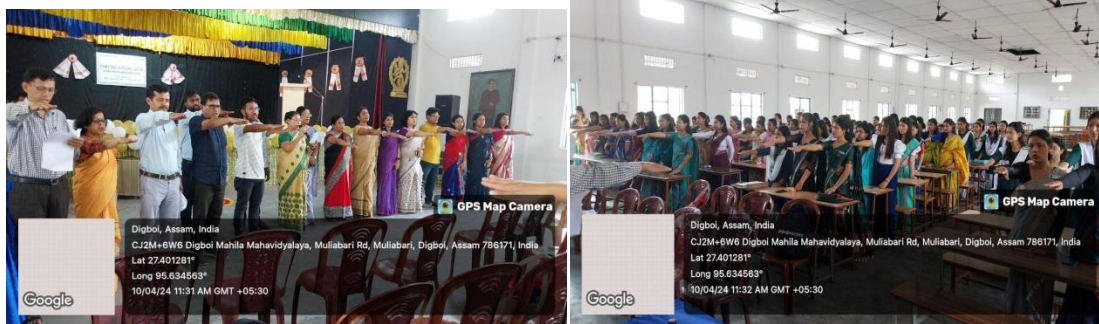 GPS Map Camera
Digboi, Assam, India
CJ2M+6W6 Digboi Mahila Mahavidyalaya, Muliabari Rd, Muliabari, Digboi, Assam 786171, India
Lat 27.401281°
Long 95.634563°
10/04/24 11:31 AM GMT +05:30
Google
GPS Map Camera
Digboi, Assam, India
CJ2M+6W6 Digboi Mahila Mahavidyalaya, Muliabari Rd, Muliabari, Digboi, Assam 786171, India
Lat 27.401281°
Long 95.634563°
10/04/24 11:32 AM GMT +05:30
Google